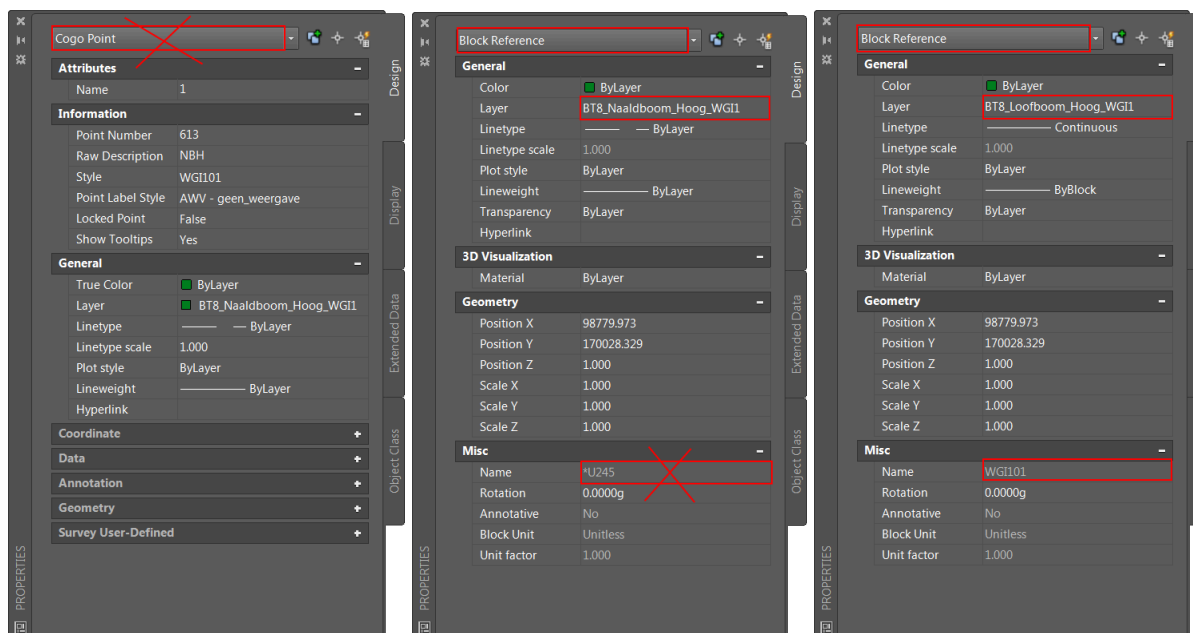 Cogo Point
Attributes
Name 1
Information
Point Number 613
Raw Description NBH
Style WGI101
Point Label Style AWV - geen_weergave
Locked Point False
Show Tooltips Yes
General
True Color ByLayer
Layer BT8_Naaldboom_Hoog_WGI1
Linetype ByLayer
Linetype scale 1.000
Plot style ByLayer
Lineweight ByLayer
Hyperlink
Coordinate
Data
Annotation
Geometry
Survey User-Defined
Design
Display
Extended Data
Object Class
PROPERTIES
Block Reference
General
Color ByLayer
Layer BT8_Naaldboom_Hoog_WGI1
Linetype ByLayer
Linetype scale 1.000
Plot style ByLayer
Lineweight ByLayer
Transparency ByLayer
Hyperlink
3D Visualization
Material ByLayer
Geometry
Position X 98779.973
Position Y 170028.329
Position Z 1.000
Scale X 1.000
Scale Y 1.000
Scale Z 1.000
Misc
Name *U245
Rotation 0.0000g
Annotative No
Block Unit Unitless
Unit factor 1.000
Design
Display
Extended Data
Object Class
PROPERTIES
Block Reference
General
Color ByLayer
Layer BT8_Loofboom_Hoog_WGI1
Linetype Continuous
Linetype scale 1.000
Plot style ByLayer
Lineweight ByBlock
Transparency ByLayer
Hyperlink
3D Visualization
Material ByLayer
Geometry
Position X 98779.973
Position Y 170028.329
Position Z 1.000
Scale X 1.000
Scale Y 1.000
Scale Z 1.000
Misc
Name WGI101
Rotation 0.0000g
Annotative No
Block Unit Unitless
Unit factor 1.000
PROPERTIES